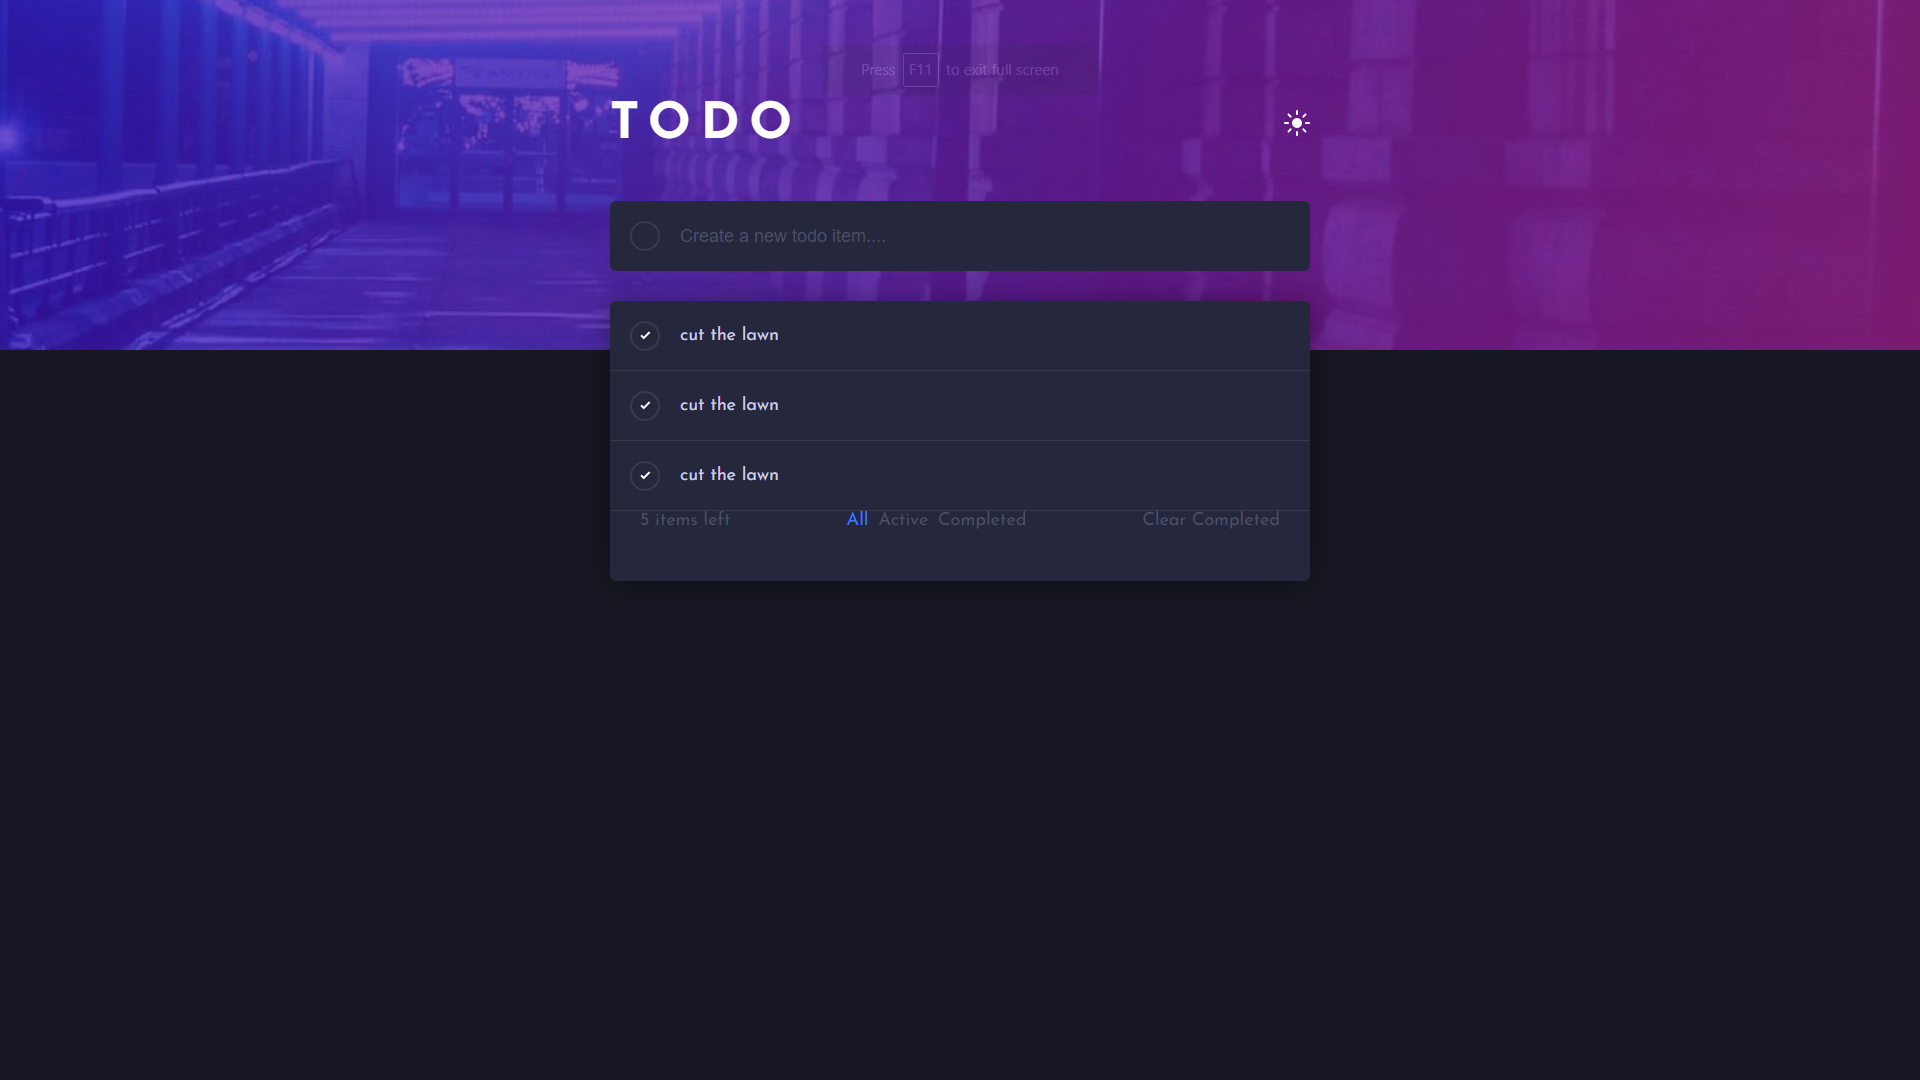 Press F11 to exit full screen
TODO
Create a new todo item....
cut the lawn
cut the lawn
cut the lawn
5 items left All Active Completed Clear Completed